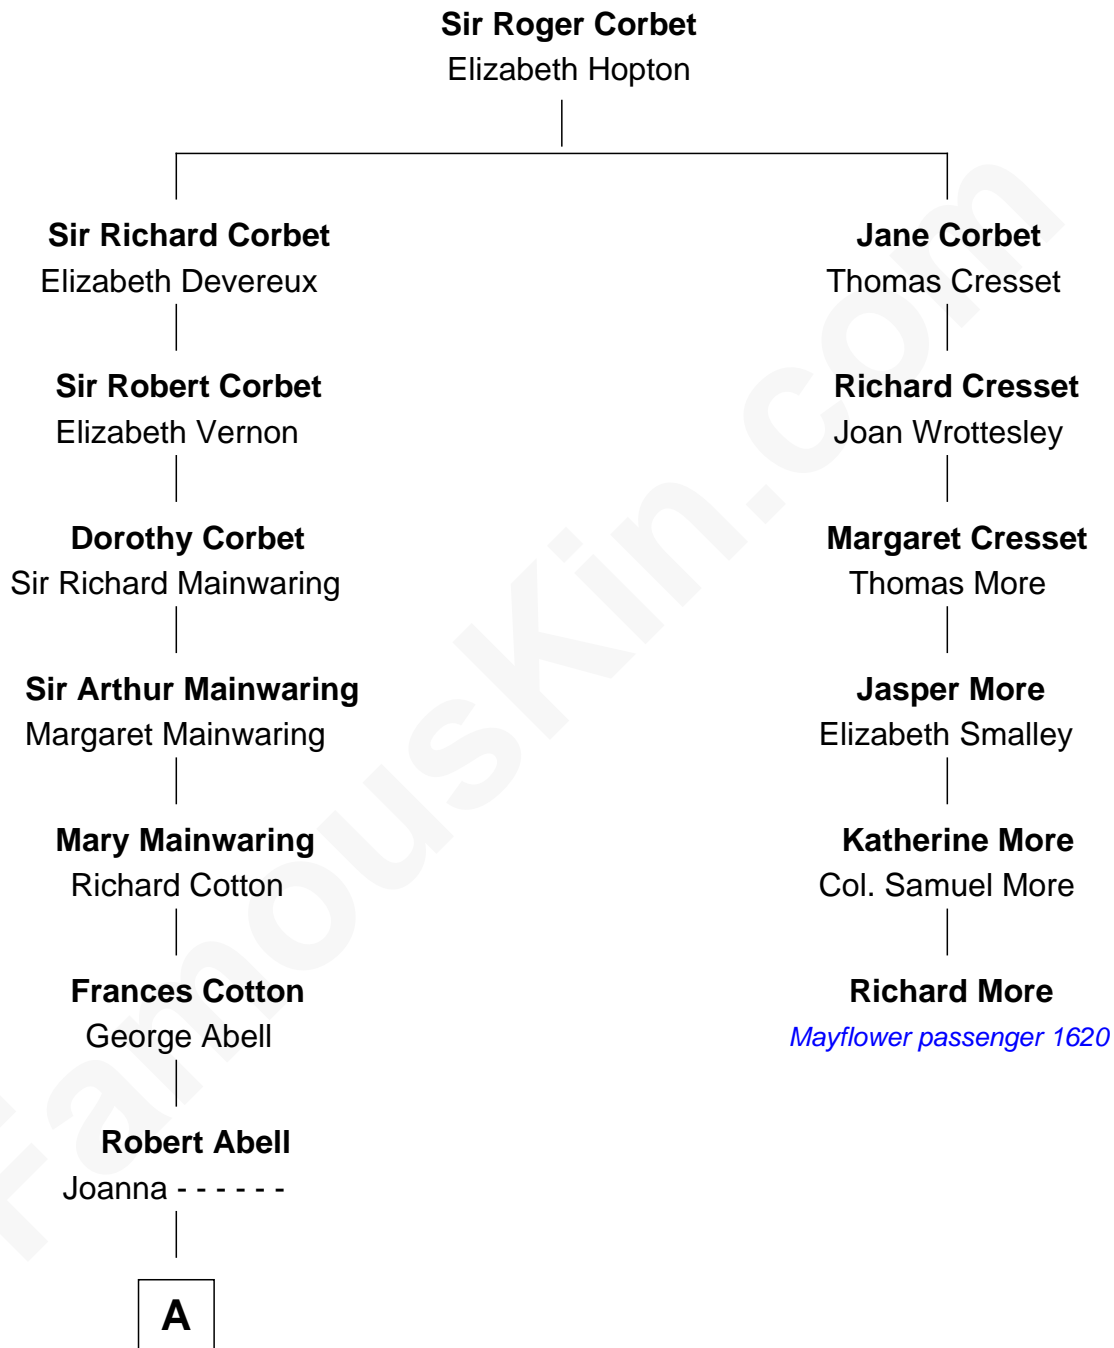 Sir Roger Corbet
Elizabeth Hopton
Sir Richard Corbet
Elizabeth Devereux
Jane Corbet
Thomas Cresset
Sir Robert Corbet
Elizabeth Vernon
Richard Cresset
Joan Wrottesley
Dorothy Corbet
Sir Richard Mainwaring
Margaret Cresset
Thomas More
Sir Arthur Mainwaring
Margaret Mainwaring
Jasper More
Elizabeth Smalley
Mary Mainwaring
Richard Cotton
Katherine More
Col. Samuel More
Frances Cotton
George Abell
Richard More
Mayflower passenger 1620
Robert Abell
Joanna - - - - - -
A
FamousKin.com